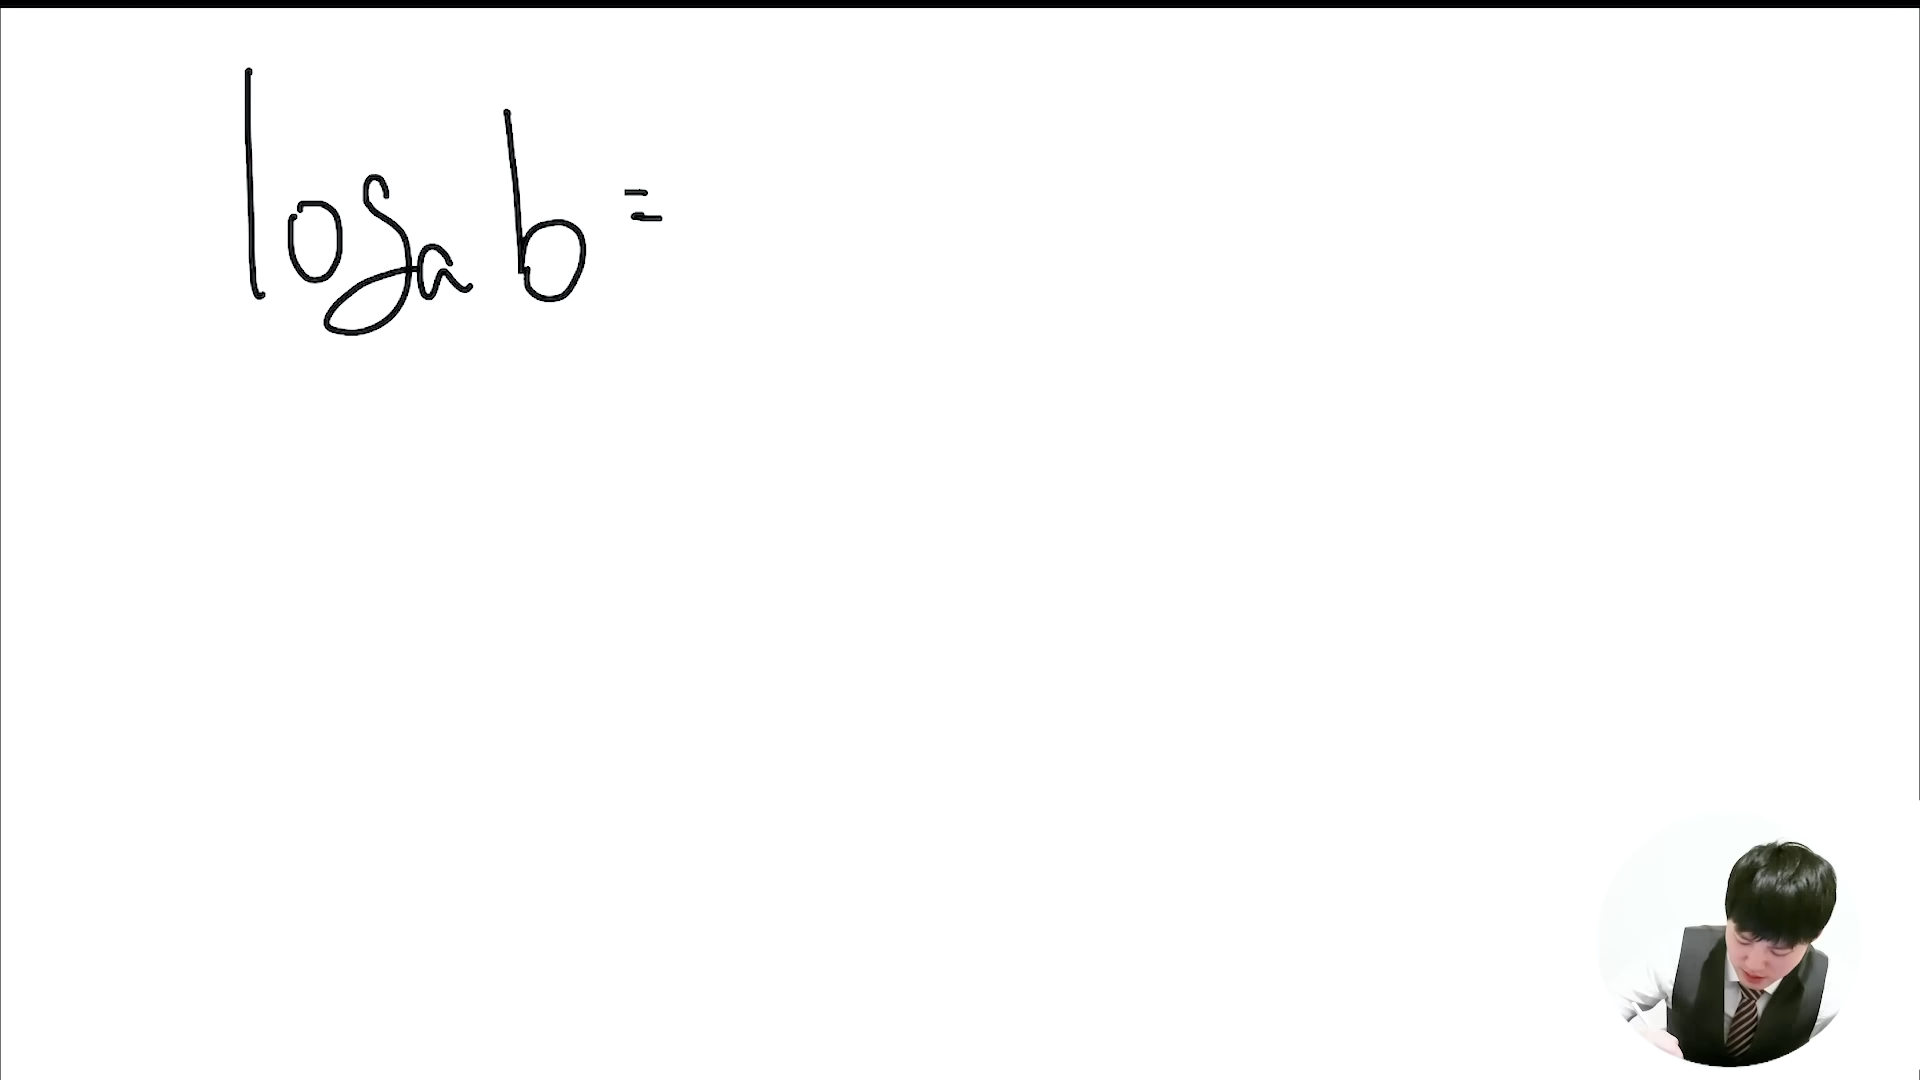 logₐ b =